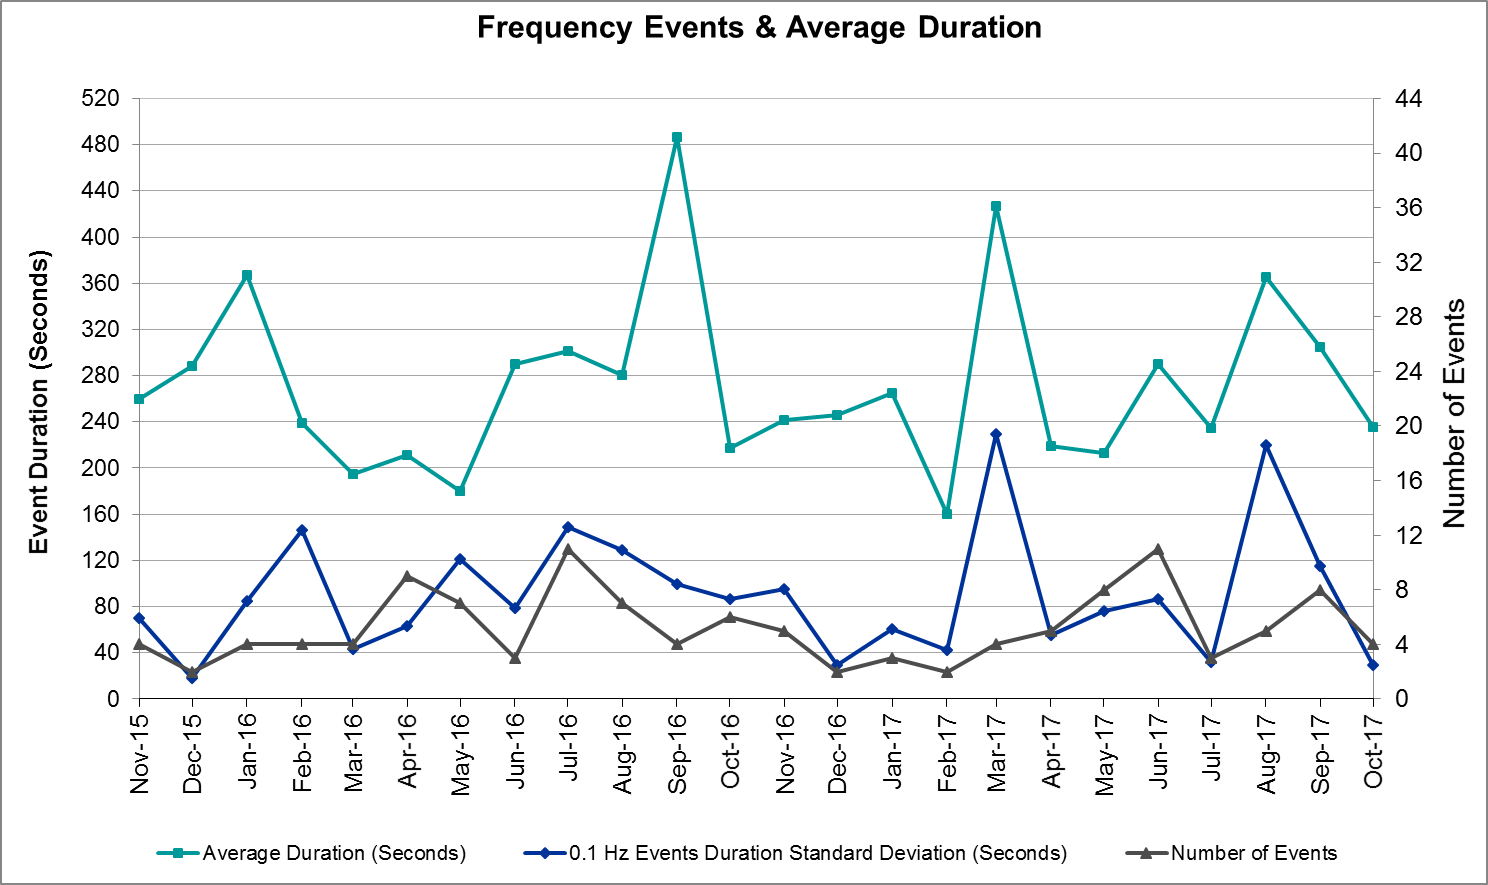 Frequency Events & Average Duration
Event Duration (Seconds)
520
480
440
400
360
320
280
240
200
160
120
80
40
0
44
40
36
32
28
24
20
16
12
8
4
0
Number of Events
Nov-15
Dec-15
Jan-16
Feb-16
Mar-16
Apr-16
May-16
Jun-16
Jul-16
Aug-16
Sep-16
Oct-16
Nov-16
Dec-16
Jan-17
Feb-17
Mar-17
Apr-17
May-17
Jun-17
Jul-17
Aug-17
Sep-17
Oct-17
Average Duration (Seconds)
0.1 Hz Events Duration Standard Deviation (Seconds)
Number of Events